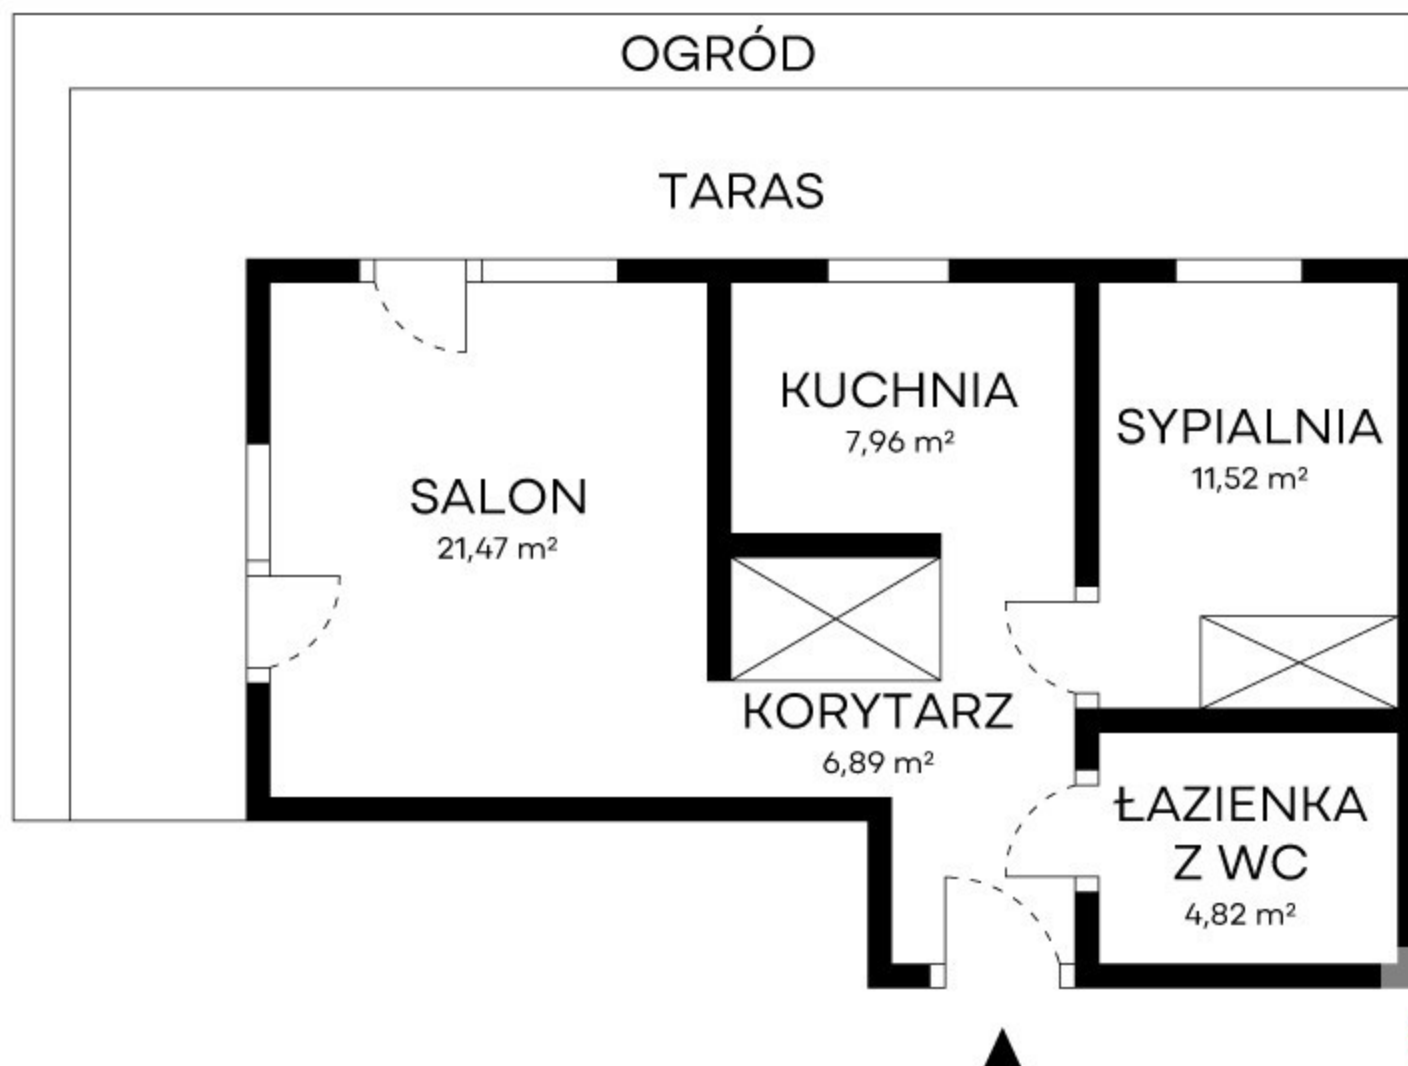 OGRÓD
TARAS
KUCHNIA
7,96 m²
SYPIALNIA
11,52 m²
SALON
21,47 m²
KORYTARZ
6,89 m²
ŁAZIENKA
Z WC
4,82 m²